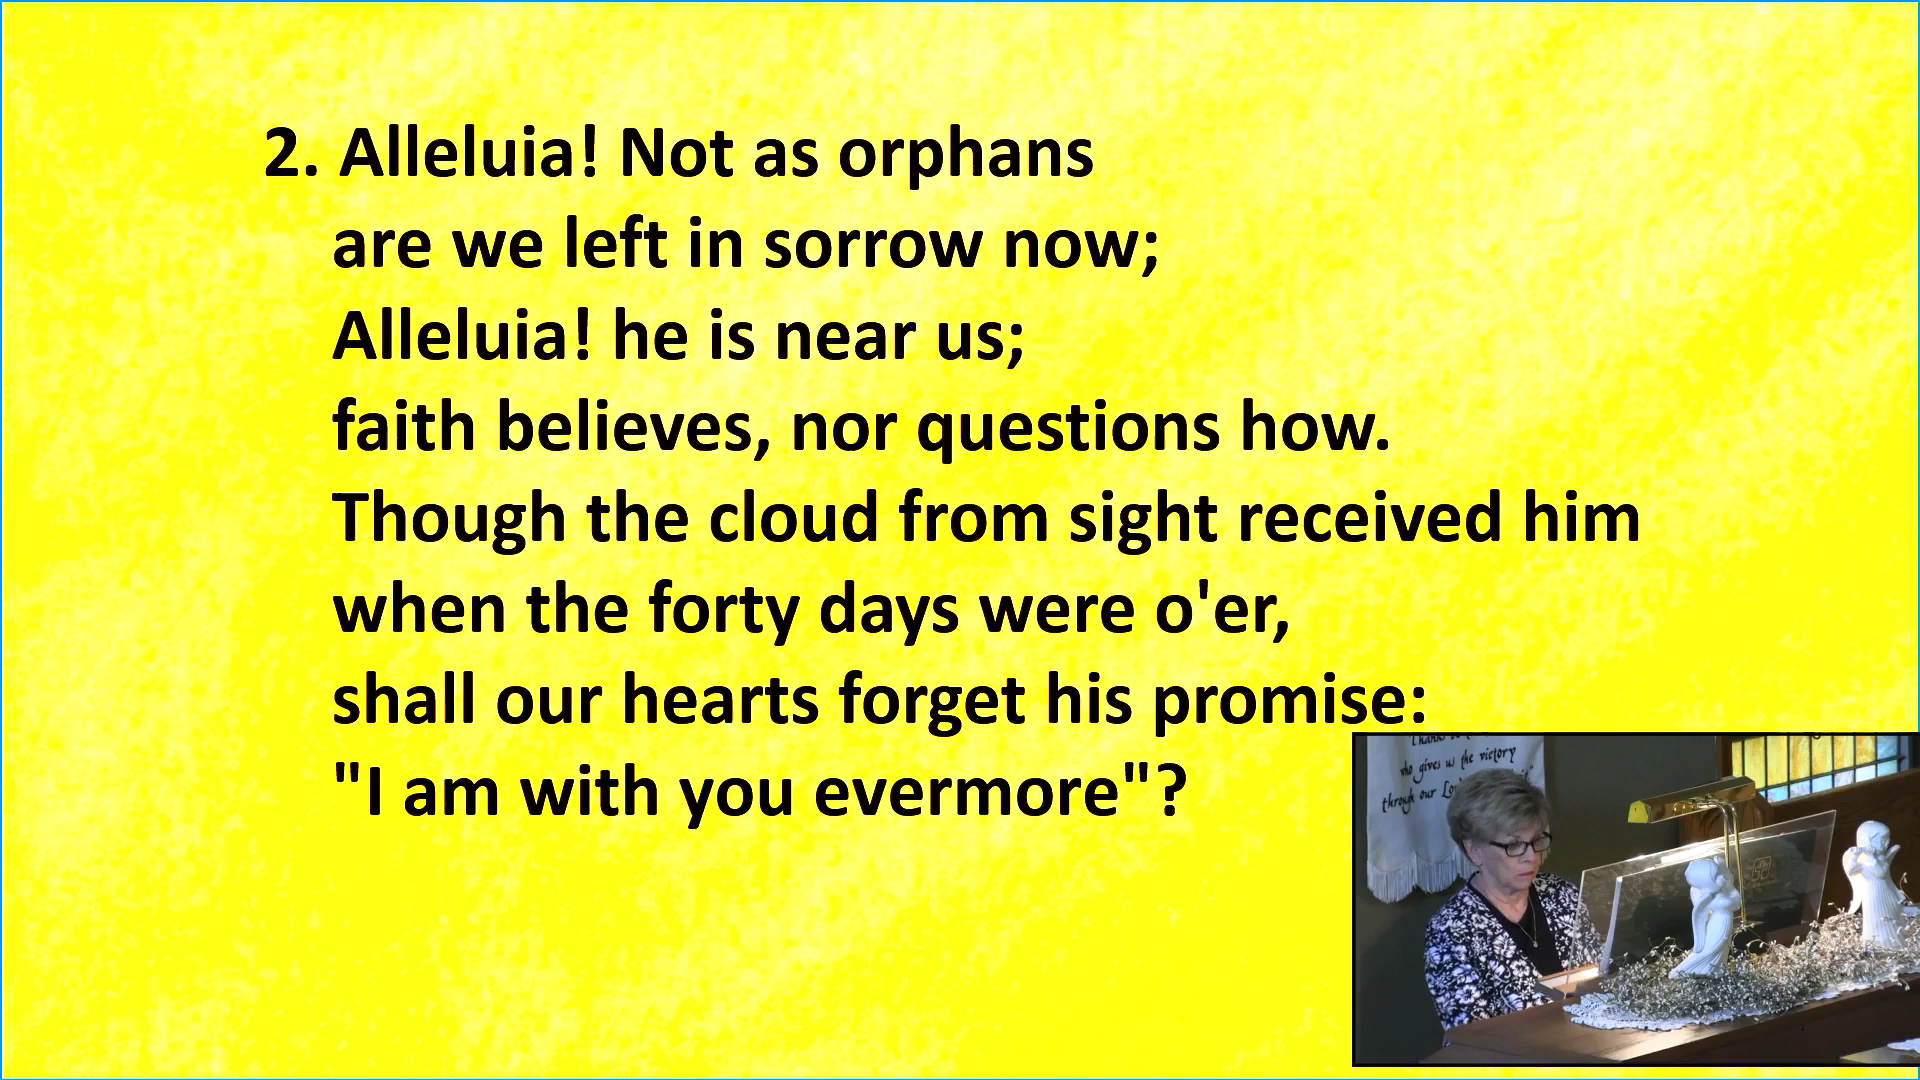 2. Alleluia! Not as orphans
are we left in sorrow now;
Alleluia! he is near us;
faith believes, nor questions how.
Though the cloud from sight received him
when the forty days were o'er,
shall our hearts forget his promise:
"I am with you evermore"?
Thanks
who gives us the victory
through our